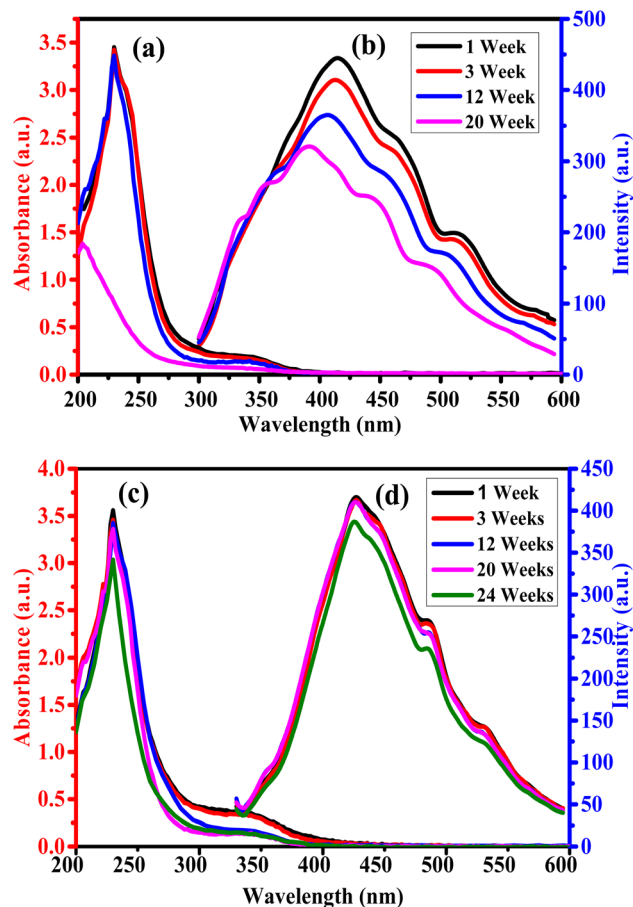 (a)
(b)
1 Week
3 Week
12 Week
20 Week
Absorbance (a.u.)
Intensity (a.u.)
3.5
3.0
2.5
2.0
1.5
1.0
0.5
0.0
500
400
300
200
100
0
200 250 300 350 400 450 500 550 600
Wavelength (nm)
(c)
(d)
1 Week
3 Weeks
12 Weeks
20 Weeks
24 Weeks
Absorbance (a.u.)
Intensity (a.u.)
4.0
3.5
3.0
2.5
2.0
1.5
1.0
0.5
0.0
450
400
350
300
250
200
150
100
50
0
200 250 300 350 400 450 500 550 600
Wavelength (nm)